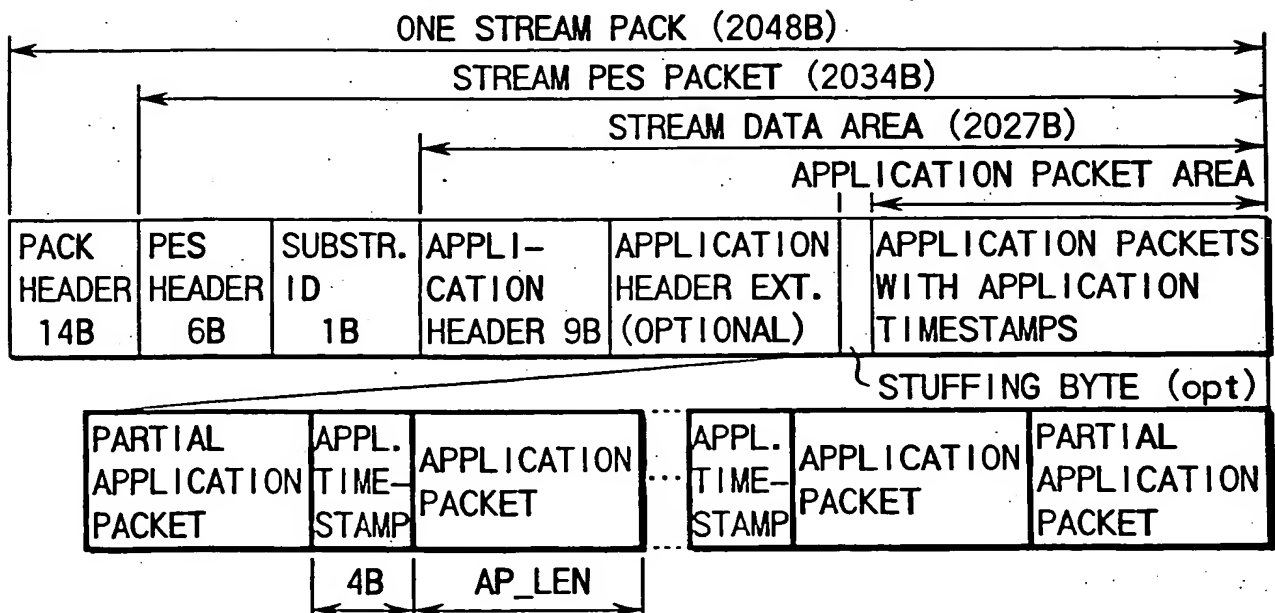 ONE STREAM PACK (2048B)
STREAM PES PACKET (2034B)
STREAM DATA AREA (2027B)
APPLICATION PACKET AREA
PACK
HEADER
14B
PES
HEADER
6B
SUBSTR.
ID
1B
APPLI-
CATION
HEADER 9B
APPLICATION
HEADER EXT.
(OPTIONAL)
APPLICATION PACKETS
WITH APPLICATION
TIMESTAMPS
STUFFING BYTE (opt)
PARTIAL
APPLICATION
PACKET
APPL.
TIME-
STAMP
APPLICATION
PACKET
APPL.
TIME-
STAMP
APPLICATION
PACKET
PARTIAL
APPLICATION
PACKET
4B
AP_LEN